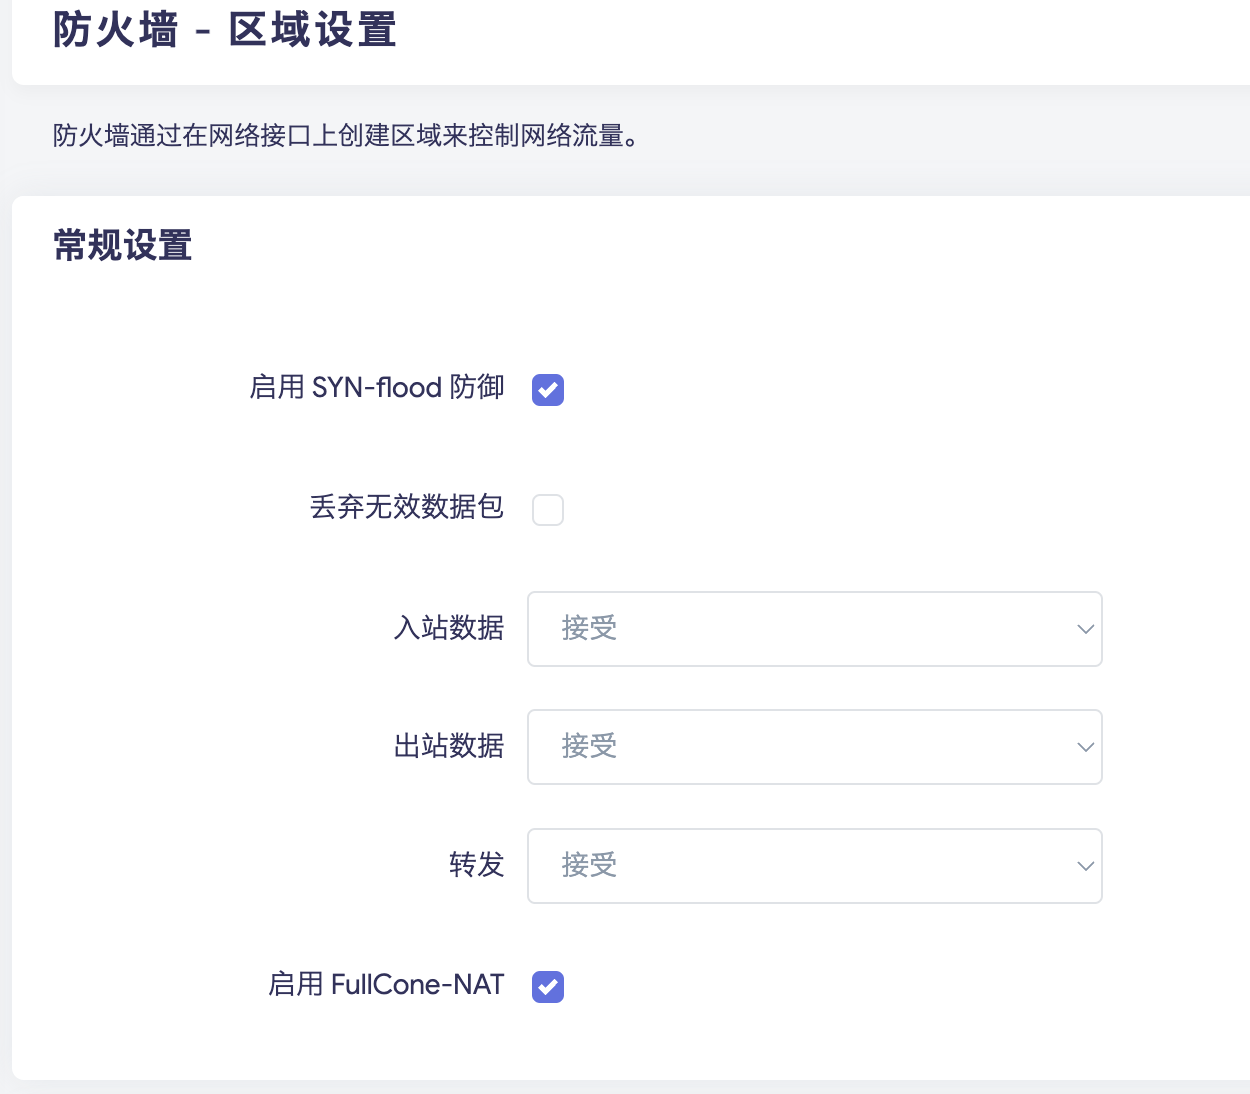 防火墙 - 区域设置
防火墙通过在网络接口上创建区域来控制网络流量。
常规设置
启用 SYN-flood 防御
丢弃无效数据包
入站数据 接受
出站数据 接受
转发 接受
启用 FullCone-NAT